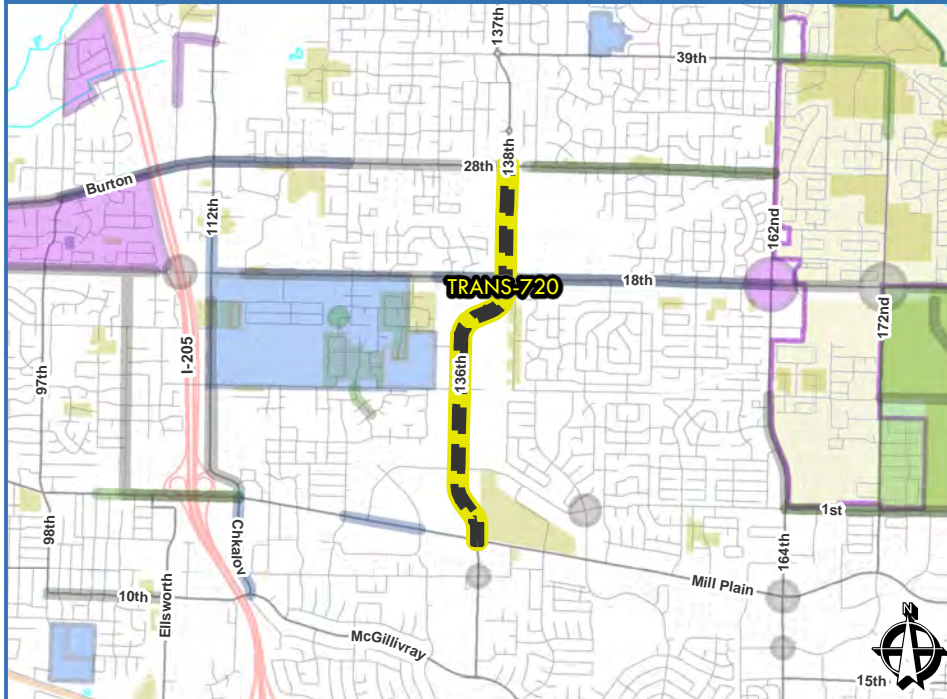 137th
39th
138th
28th
Burton
112th
162nd
18th
TRANS-720
172nd
I-205
136th
97th
1st
98th
Chkalov
164th
Mill Plain
10th
Ellsworth
McGillivray
15th
N